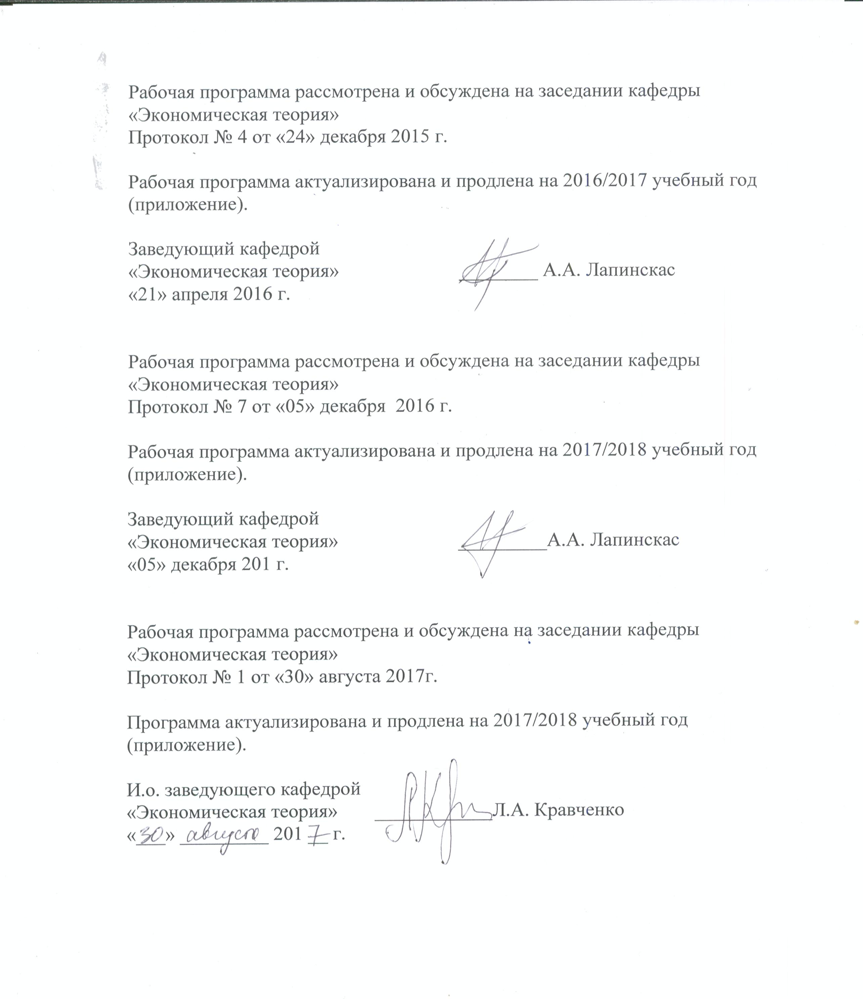 Рабочая программа рассмотрена и обсуждена на заседании кафедры
«Экономическая теория»
Протокол № 4 от «24» декабря 2015 г.
Рабочая программа актуализирована и продлена на 2016/2017 учебный год
(приложение).
Заведующий кафедрой
«Экономическая теория» ________ А.А. Лапинскас
«21» апреля 2016 г.
Рабочая программа рассмотрена и обсуждена на заседании кафедры
«Экономическая теория»
Протокол № 7 от «05» декабря 2016 г.
Рабочая программа актуализирована и продлена на 2017/2018 учебный год
(приложение).
Заведующий кафедрой
«Экономическая теория» _________А.А. Лапинскас
«05» декабря 201 г.
Рабочая программа рассмотрена и обсуждена на заседании кафедры
«Экономическая теория»
Протокол № 1 от «30» августа 2017г.
Программа актуализирована и продлена на 2017/2018 учебный год
(приложение).
И.о. заведующего кафедрой
«Экономическая теория» ____________Л.А. Кравченко
«30» августа 2017 г.